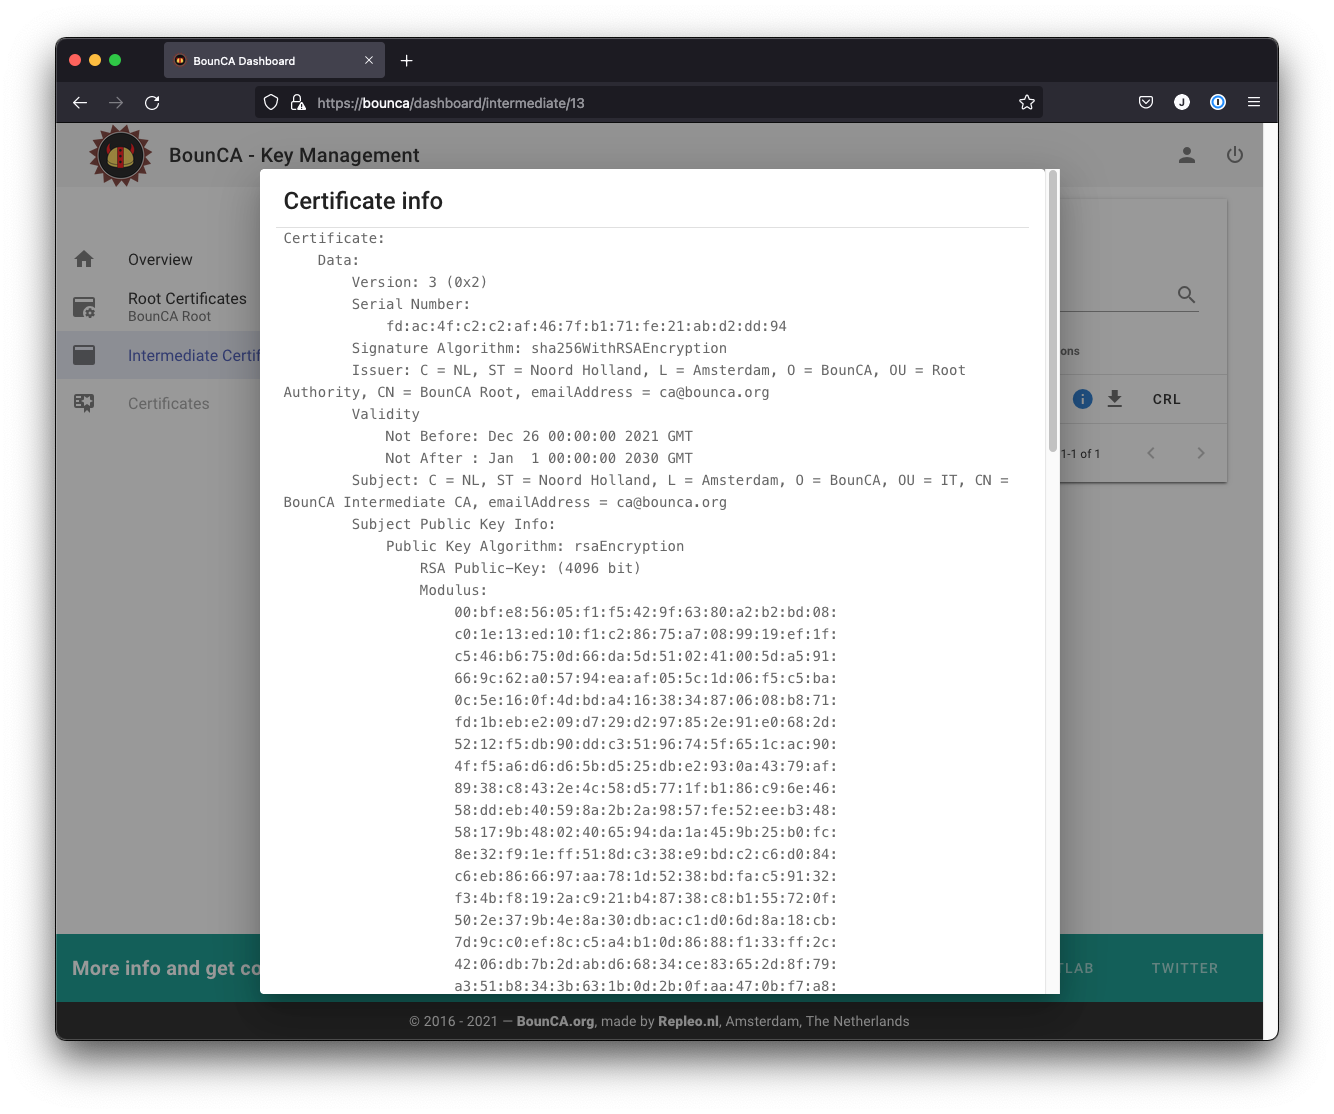 BounCA Dashboard
https://bounca/dashboard/intermediate/13
J
BounCA - Key Management
Overview
Root Certificates
BounCA Root
Intermediate Certif
Certificates
Certificate info
Certificate:
Data:
Version: 3 (0x2)
Serial Number:
fd:ac:4f:c2:c2:af:46:7f:b1:71:fe:21:ab:d2:dd:94
Signature Algorithm: sha256WithRSAEncryption
Issuer: C = NL, ST = Noord Holland, L = Amsterdam, O = BounCA, OU = Root
Authority, CN = BounCA Root, emailAddress = ca@bounca.org
Validity
Not Before: Dec 26 00:00:00 2021 GMT
Not After : Jan  1 00:00:00 2030 GMT
Subject: C = NL, ST = Noord Holland, L = Amsterdam, O = BounCA, OU = IT, CN =
BounCA Intermediate CA, emailAddress = ca@bounca.org
Subject Public Key Info:
Public Key Algorithm: rsaEncryption
RSA Public-Key: (4096 bit)
Modulus:
00:bf:e8:56:05:f1:f5:42:9f:63:80:a2:b2:bd:08:
c0:1e:13:ed:10:f1:c2:86:75:a7:08:99:19:ef:1f:
c5:46:b6:75:0d:66:da:5d:51:02:41:00:5d:a5:91:
66:9c:62:a0:57:94:ea:af:05:5c:1d:06:f5:c5:ba:
0c:5e:16:0f:4d:bd:a4:16:38:34:87:06:08:b8:71:
fd:1b:eb:e2:09:d7:29:d2:97:85:2e:91:e0:68:2d:
52:12:f5:db:90:dd:c3:51:96:74:5f:65:1c:ac:90:
4f:f5:a6:d6:d6:5b:d5:25:db:e2:93:0a:43:79:af:
89:38:c8:43:2e:4c:58:d5:77:1f:b1:86:c9:6e:46:
58:dd:eb:40:59:8a:2b:2a:98:57:fe:52:ee:b3:48:
58:17:9b:48:02:40:65:94:da:1a:45:9b:25:b0:fc:
8e:32:f9:1e:ff:51:8d:c3:38:e9:bd:c2:c6:d0:84:
c6:eb:86:66:97:aa:78:1d:52:38:bd:fa:c5:91:32:
f3:4b:f8:19:2a:c9:21:b4:87:38:c8:b1:55:72:0f:
50:2e:37:9b:4e:8a:30:db:ac:c1:d0:6d:8a:18:cb:
7d:9c:c0:ef:8c:c5:a4:b1:0d:86:88:f1:33:ff:2c:
42:06:db:7b:2d:ab:d6:68:34:ce:83:65:2d:8f:79:
a3:51:b8:34:3b:63:1b:0d:2b:0f:aa:47:0b:f7:a8:
ons
CRL
1-1 of 1
More info and get co
TLAB
TWITTER
© 2016 - 2021 — BounCA.org, made by Repleo.nl, Amsterdam, The Netherlands